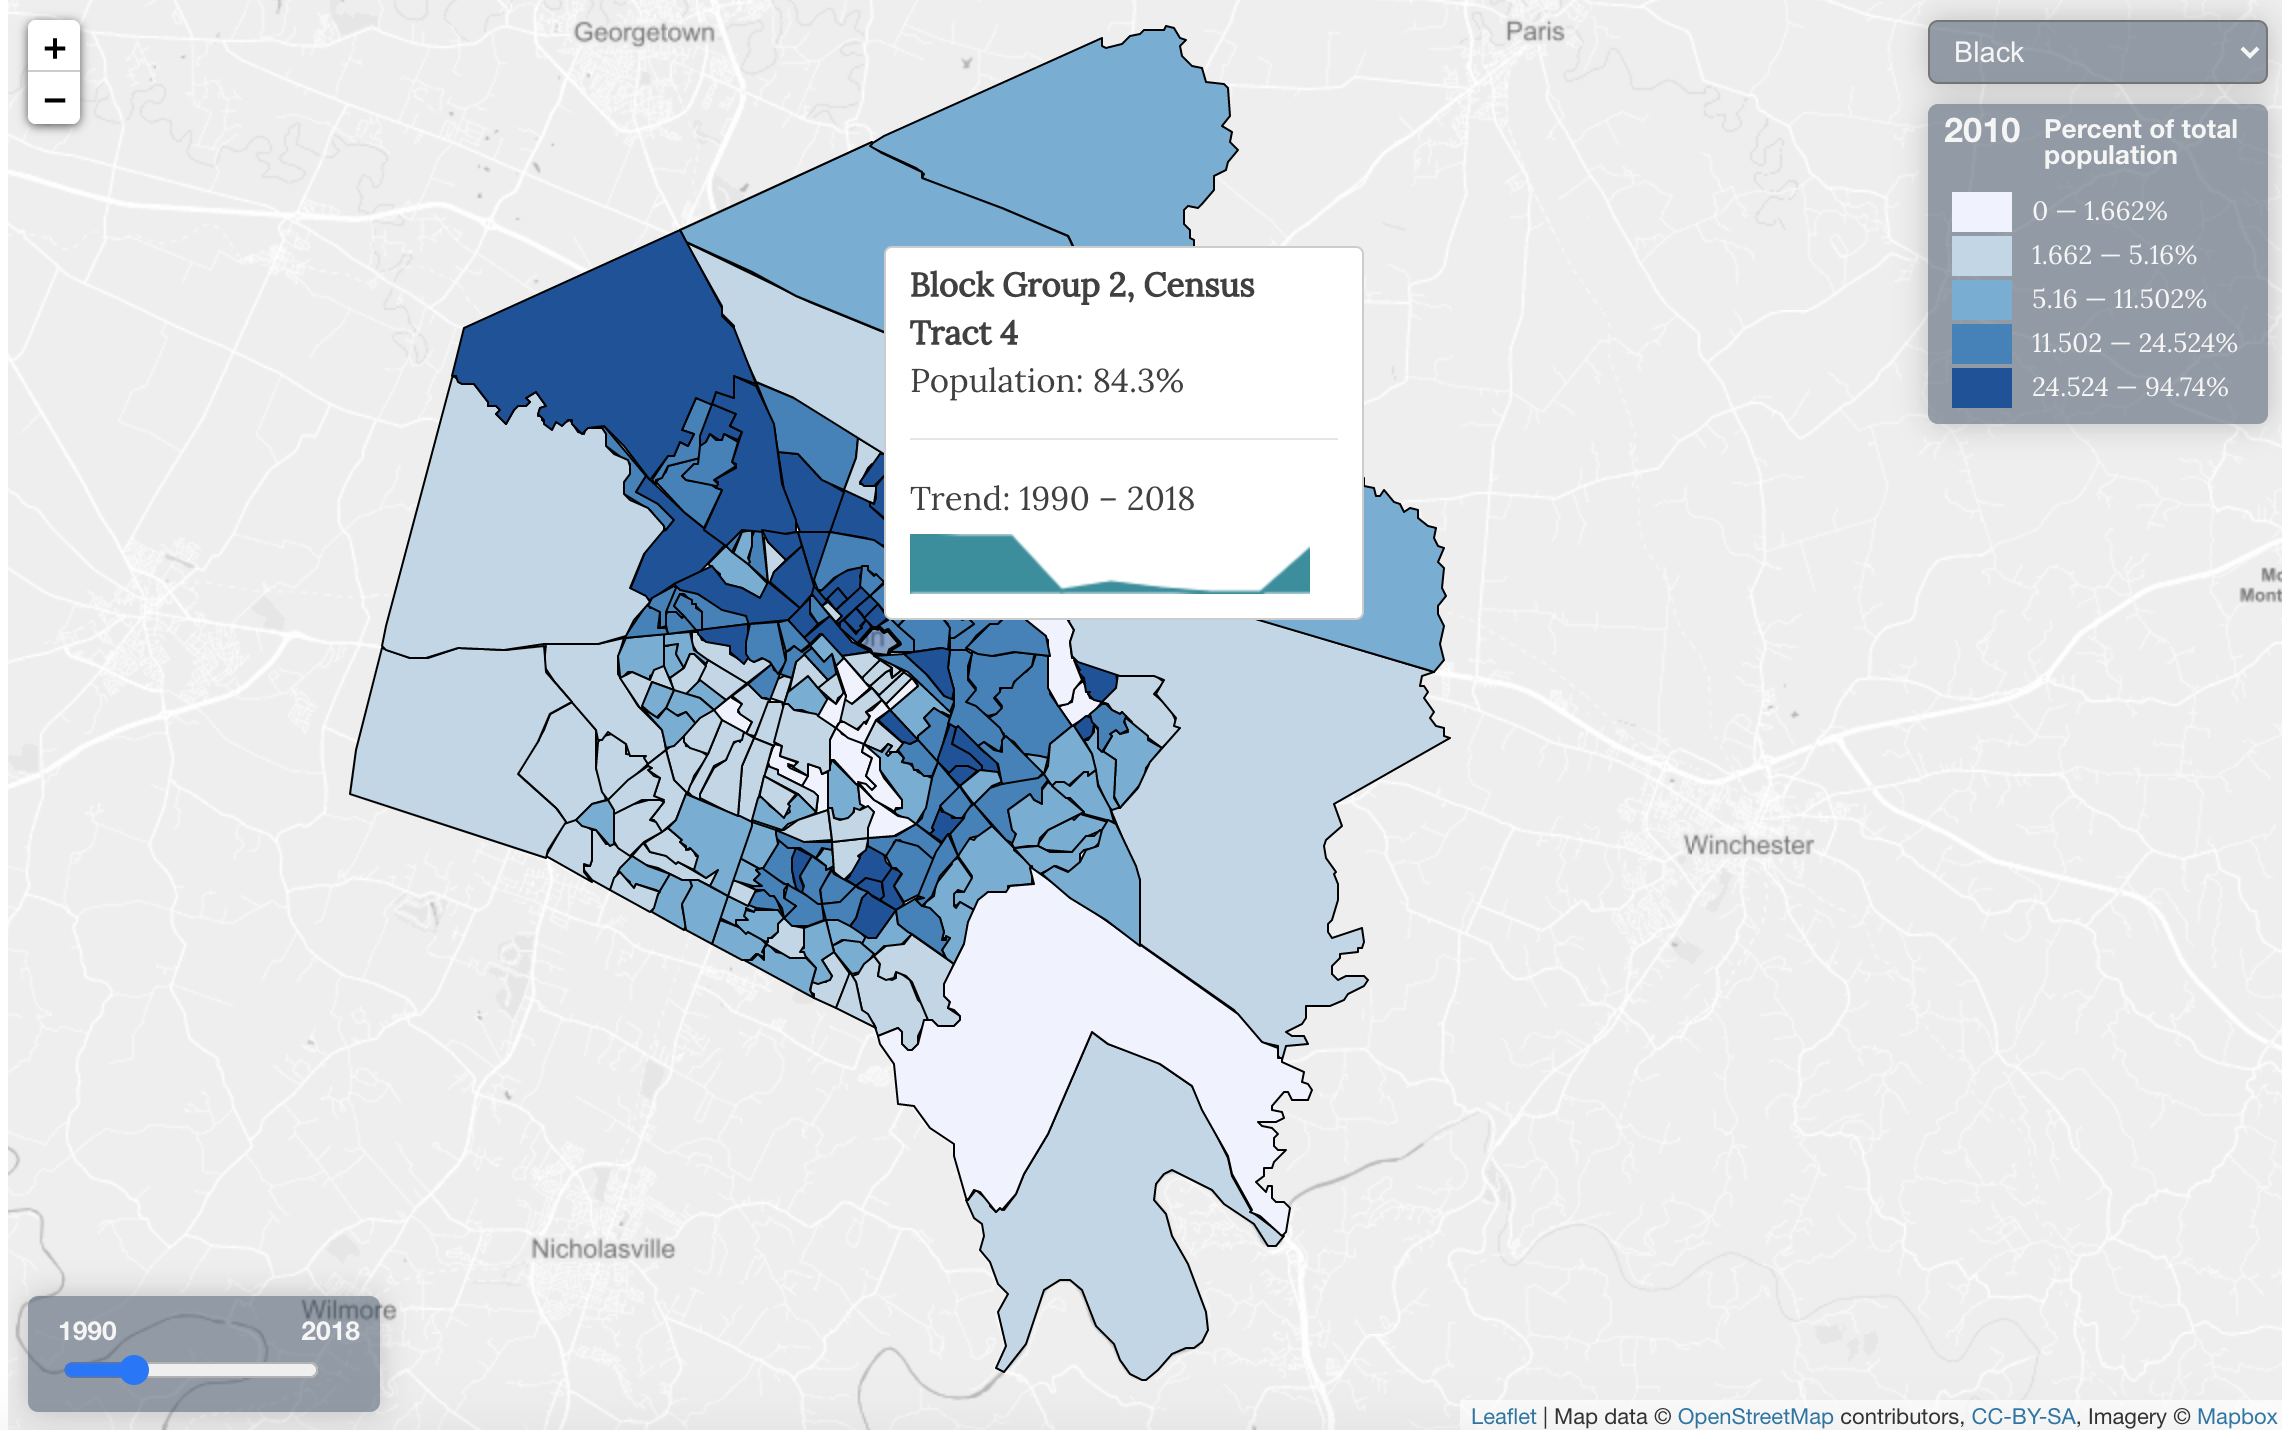 +
−
Georgetown
Paris
Black
2010 Percent of total
population
0 — 1.662%
1.662 — 5.16%
5.16 — 11.502%
11.502 — 24.524%
24.524 — 94.74%
Block Group 2, Census
Tract 4
Population: 84.3%
Trend: 1990 – 2018
Mont
Winchester
Nicholasville
Wilmore
1990 2018
Leaflet | Map data © OpenStreetMap contributors, CC-BY-SA, Imagery © Mapbox